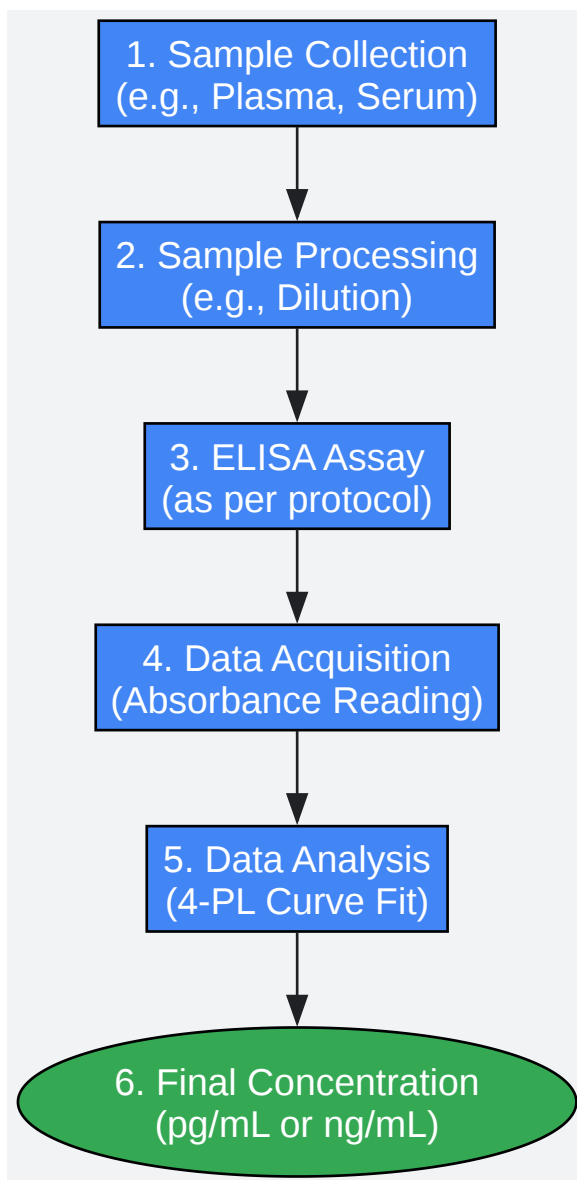 1. Sample Collection
(e.g., Plasma, Serum)
2. Sample Processing
(e.g., Dilution)
3. ELISA Assay
(as per protocol)
4. Data Acquisition
(Absorbance Reading)
5. Data Analysis
(4-PL Curve Fit)
6. Final Concentration
(pg/mL or ng/mL)